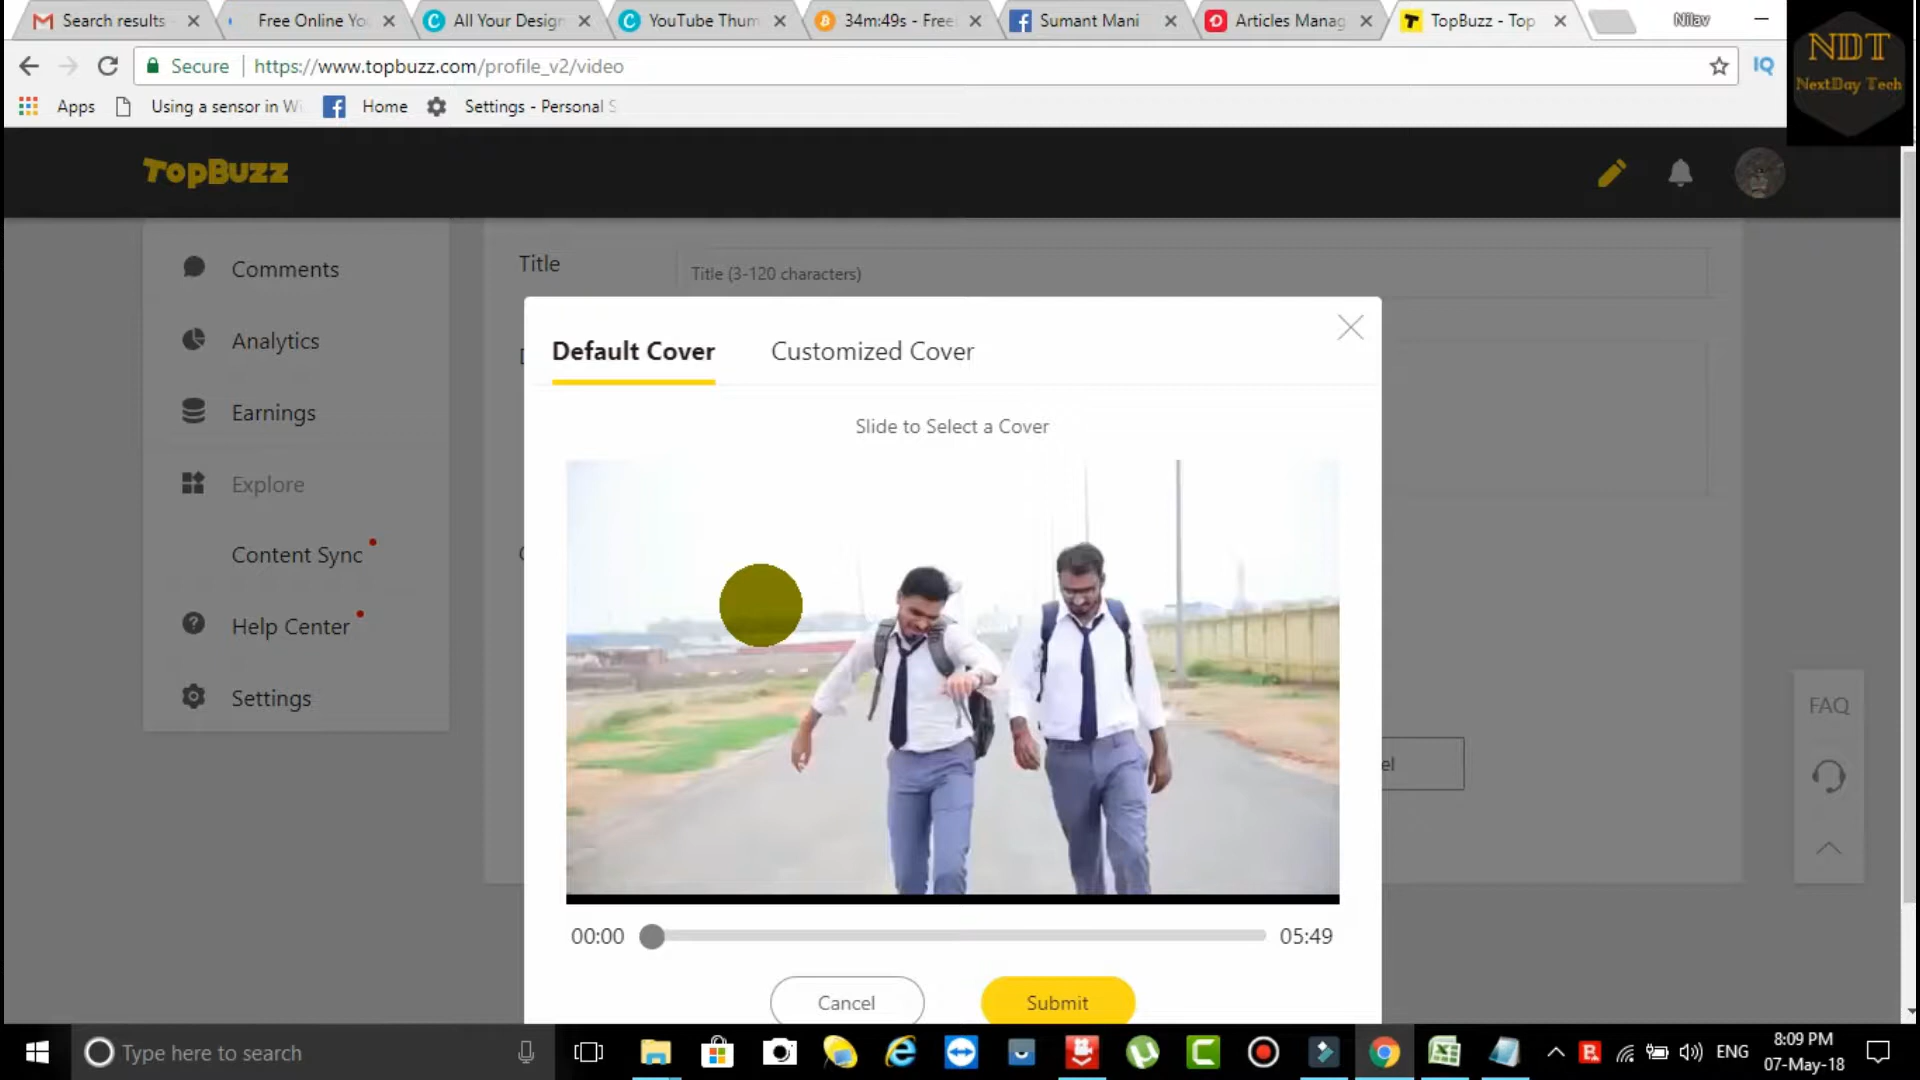 Search results
Free Online Yo
All Your Design
YouTube Thum
34m:49s - Free
Sumant Mani
Articles Manag
TopBuzz - Top
Nilav
Secure
https://www.topbuzz.com/profile_v2/video
IQ
NDT
NextDay Tech
Apps
Using a sensor in Wi
Home
Settings - Personal S
TopBuzz
Comments
Analytics
Earnings
Explore
Content Sync
Help Center
Settings
Title
Title (3-120 characters)
Default Cover
Customized Cover
Slide to Select a Cover
00:00
05:49
Cancel
Submit
el
FAQ
Type here to search
ENG
8:09 PM
07-May-18